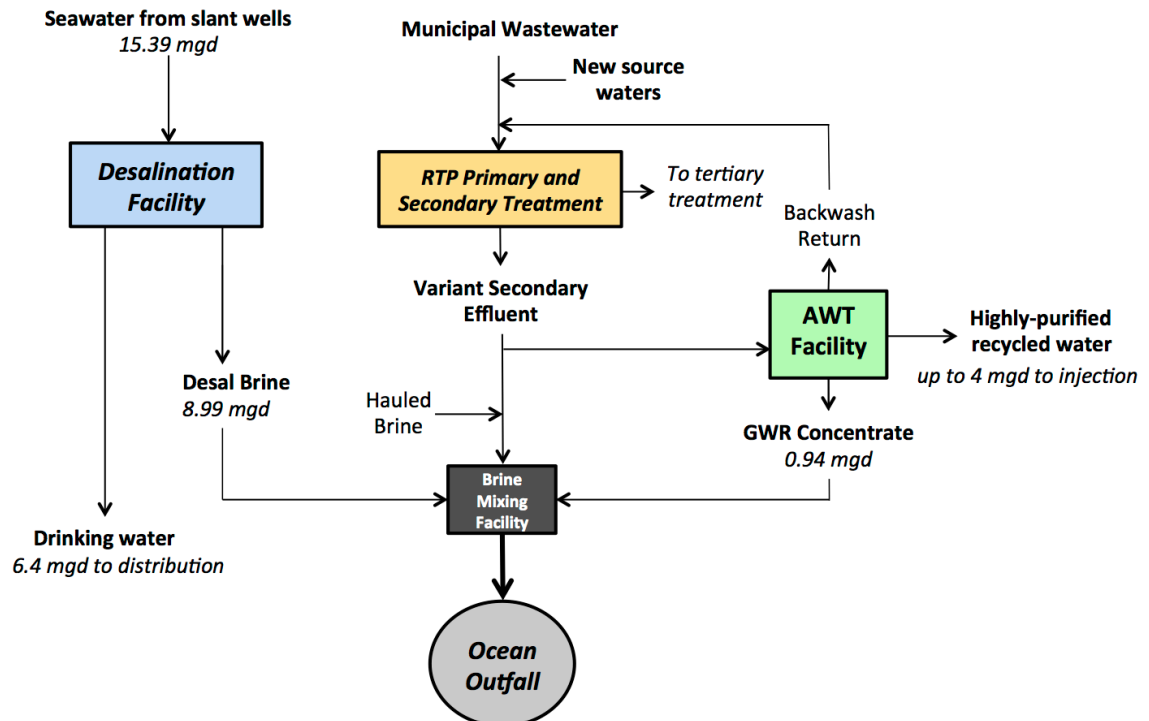 Seawater from slant wells
15.39 mgd
Municipal Wastewater
New source
waters
Desalination
Facility
RTP Primary and
Secondary Treatment
To tertiary
treatment
Backwash
Return
Variant Secondary
Effluent
AWT
Facility
Highly-purified
recycled water
up to 4 mgd to injection
Desal Brine
8.99 mgd
Hauled
Brine
GWR Concentrate
0.94 mgd
Brine
Mixing
Facility
Drinking water
6.4 mgd to distribution
Ocean
Outfall